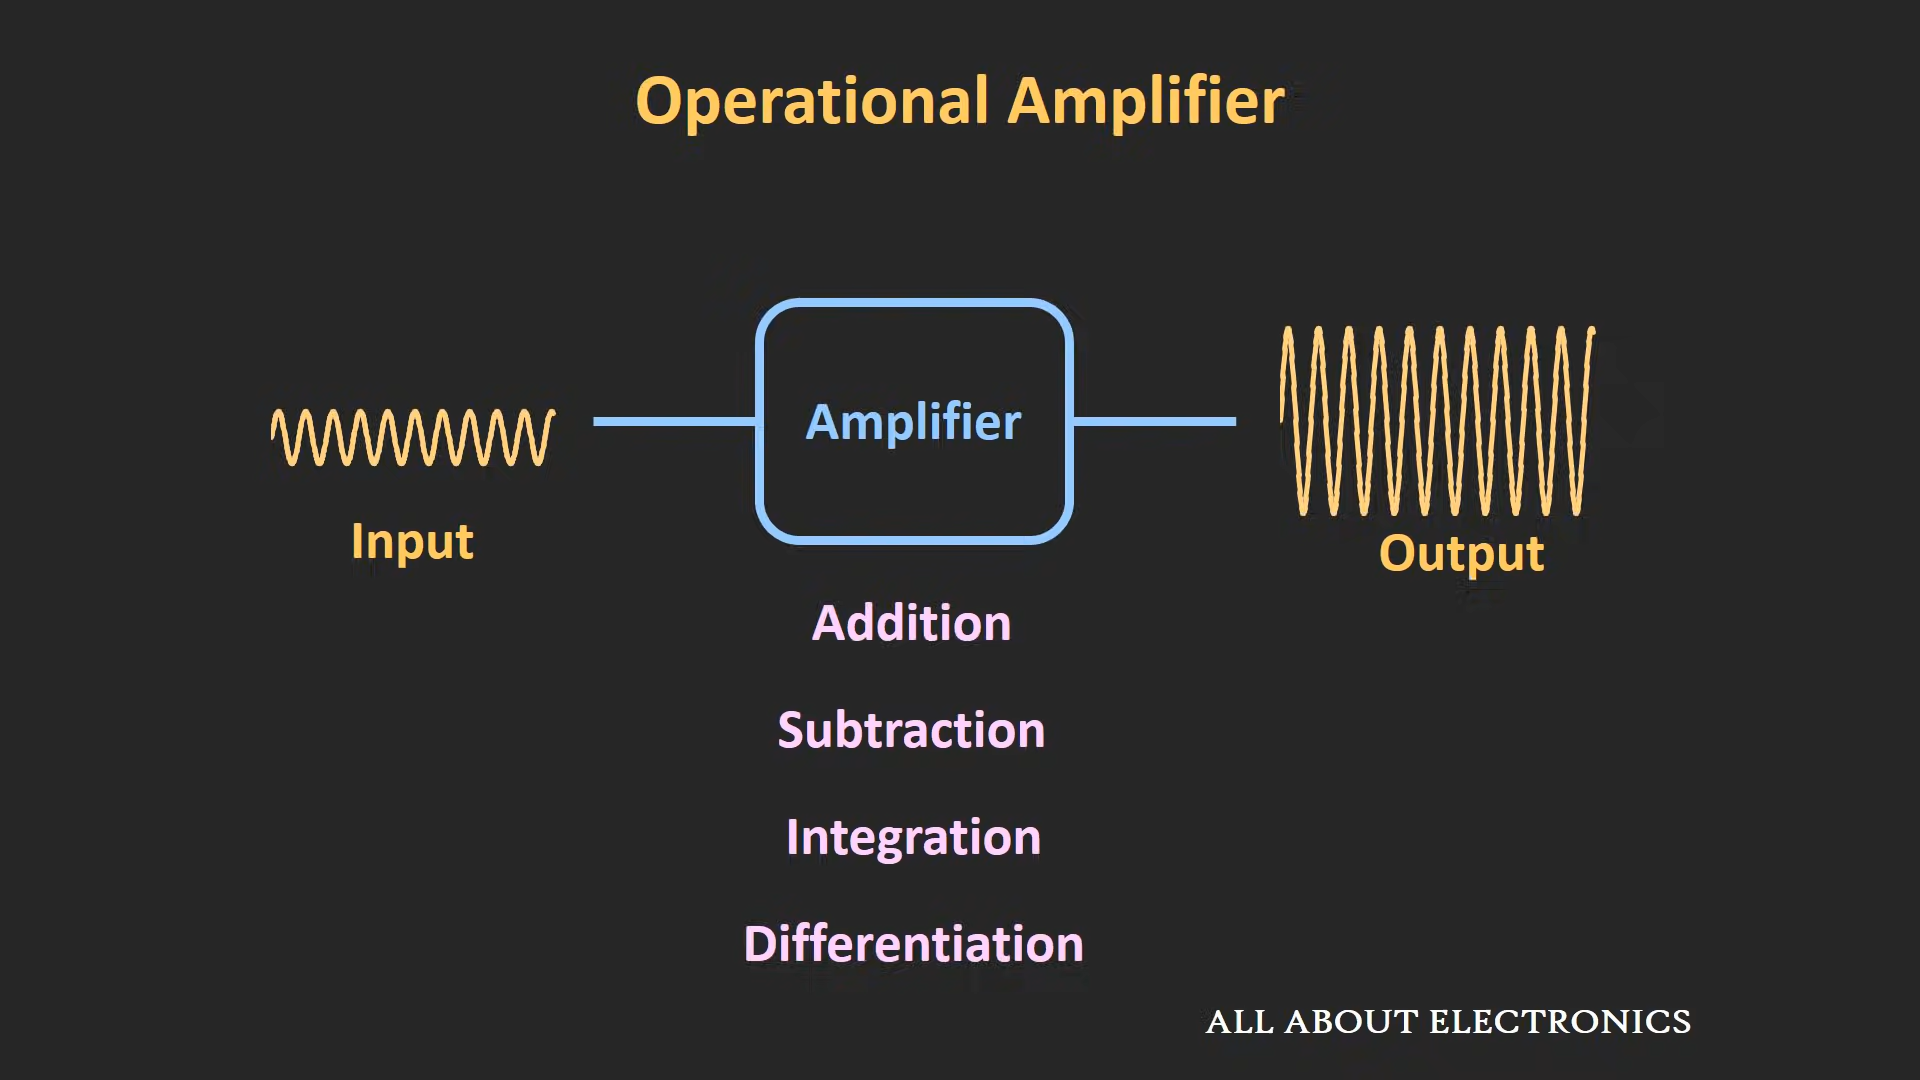 Operational Amplifier
Amplifier
Input
Output
Addition
Subtraction
Integration
Differentiation
ALL ABOUT ELECTRONICS